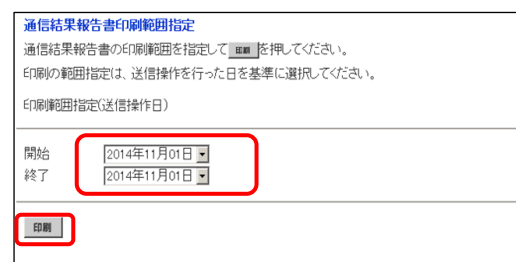 通信結果報告書印刷範囲指定
通信結果報告書の印刷範囲を指定して 印刷 を押してください。
印刷の範囲指定は、送信操作を行った日を基準に選択してください。
印刷範囲指定(送信操作日)
開始 2014年11月01日
終了 2014年11月01日
印刷